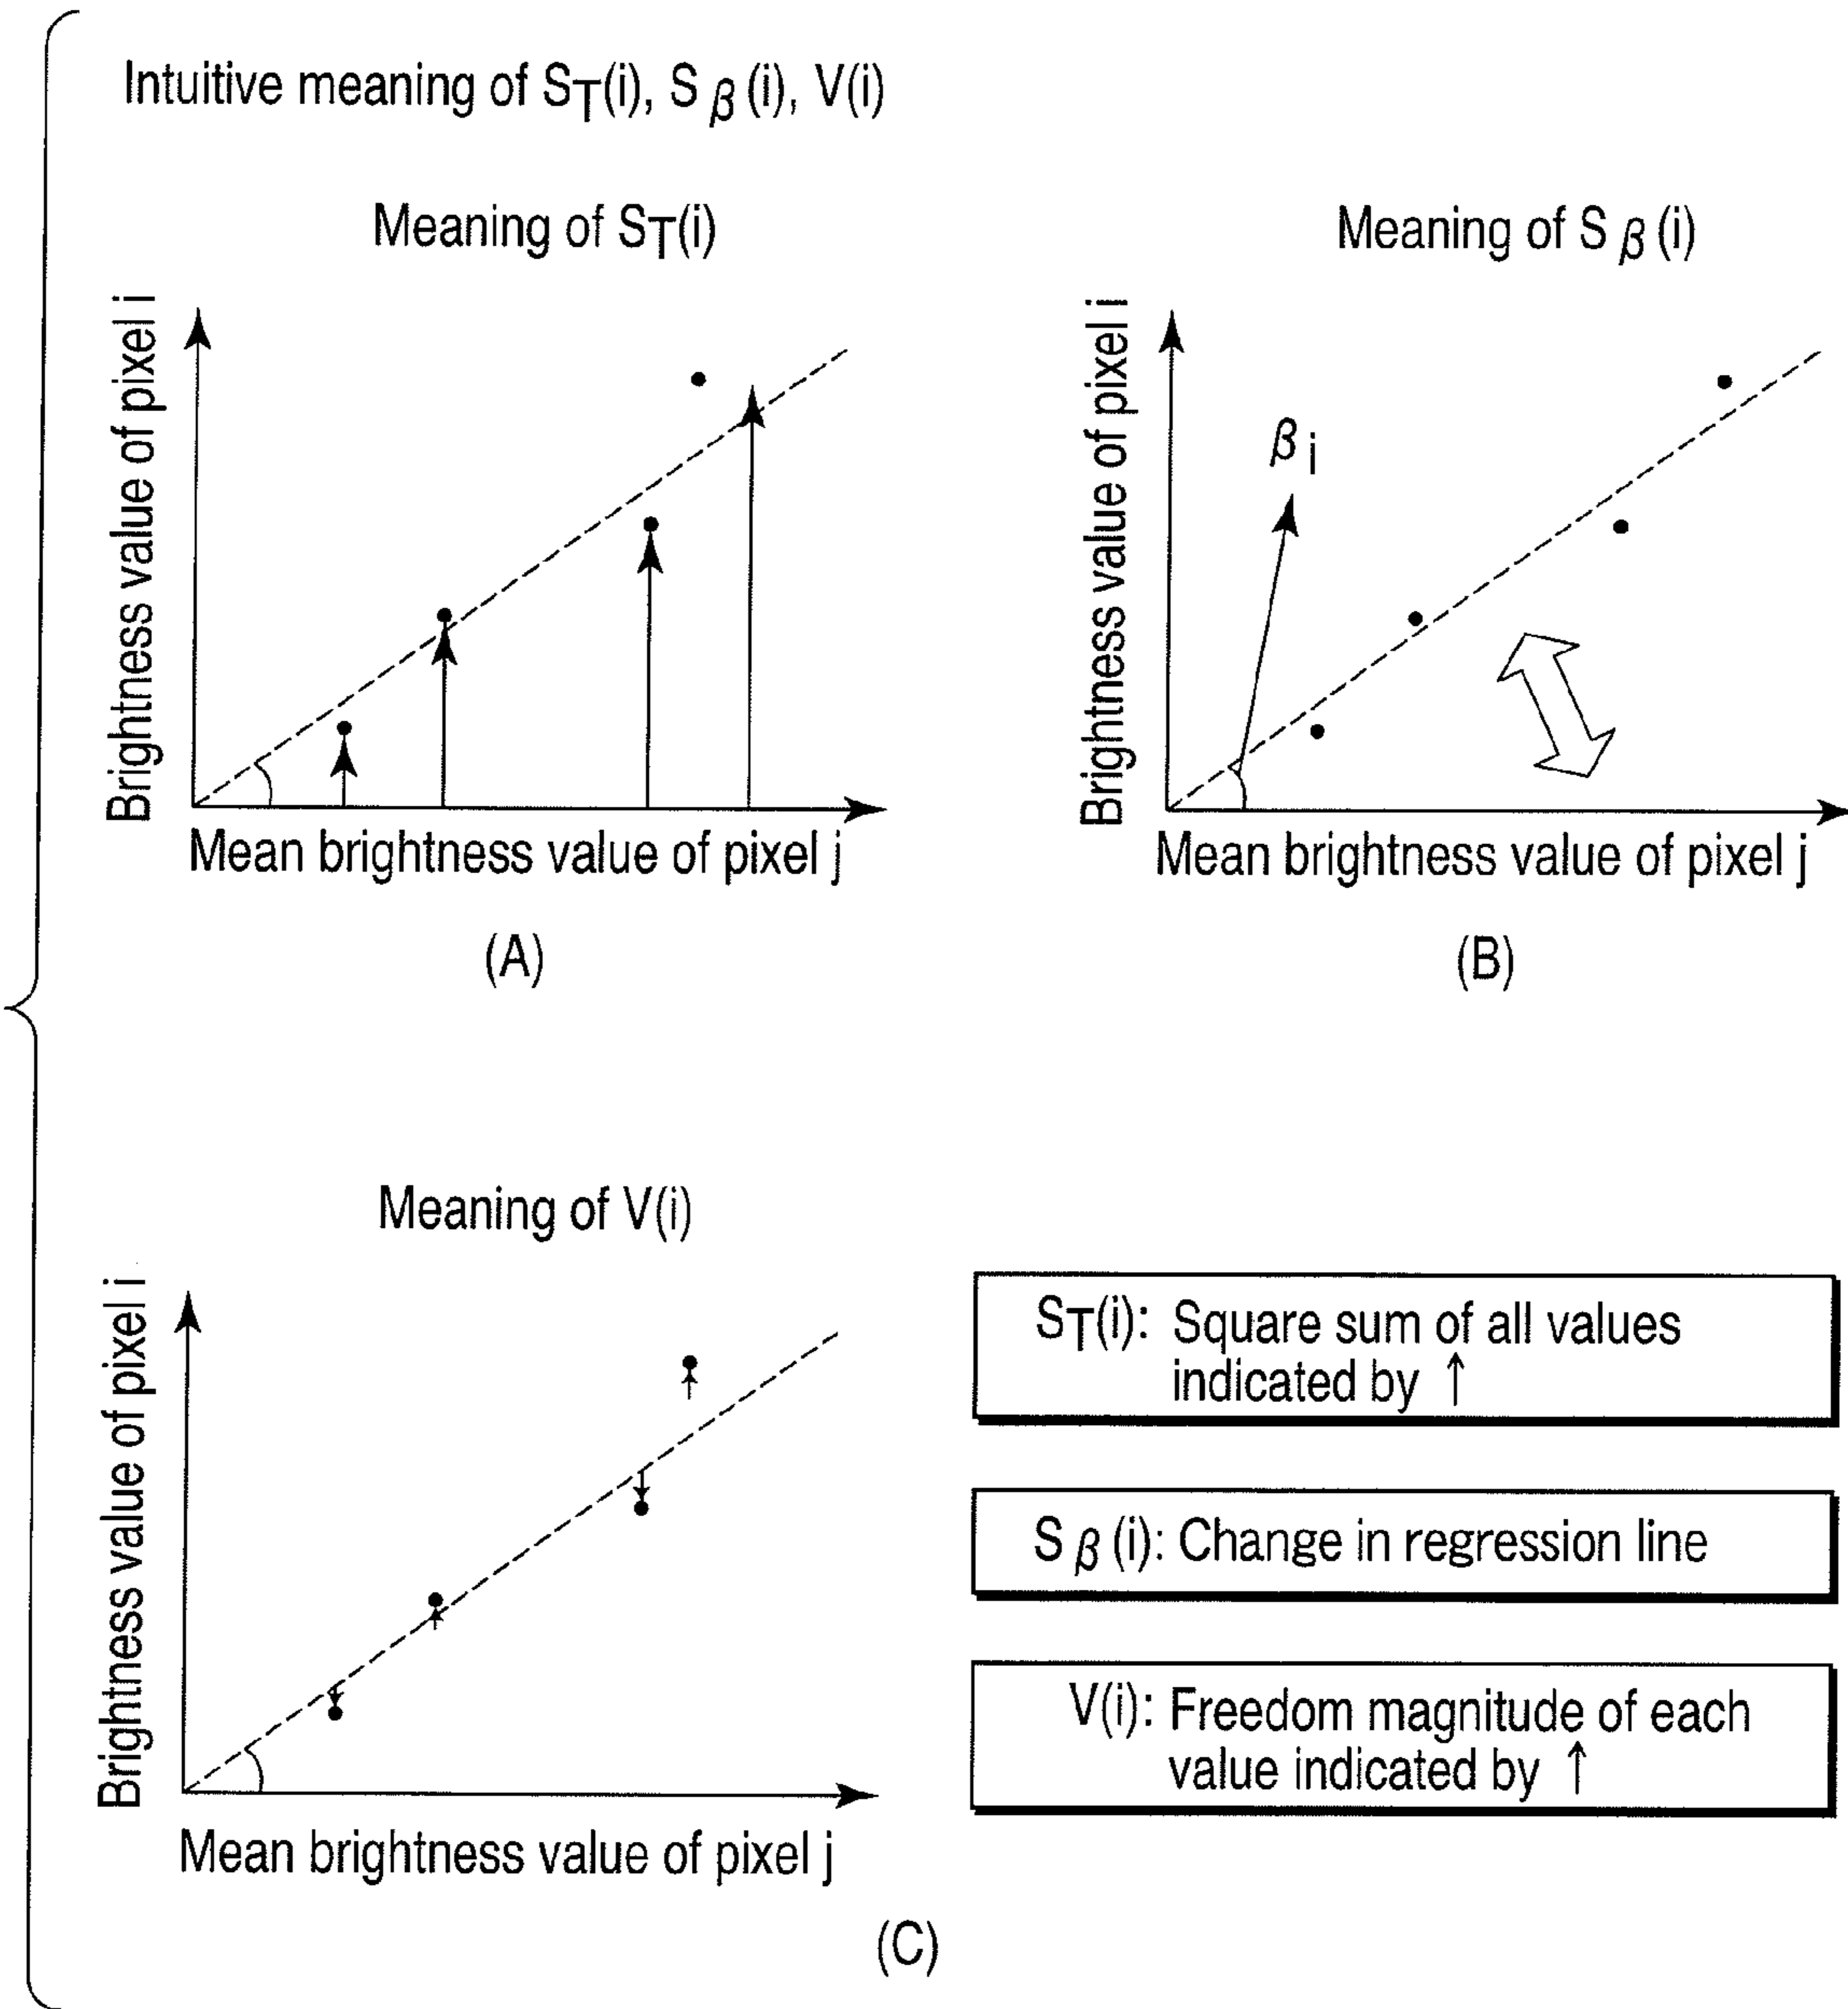 Intuitive meaning of ST(i), Sβ(i), V(i)
Meaning of ST(i)
Brightness value of pixel i
Mean brightness value of pixel j
(A)
Meaning of Sβ(i)
Brightness value of pixel i
βi
Mean brightness value of pixel j
(B)
Meaning of V(i)
Brightness value of pixel i
Mean brightness value of pixel j
(C)
ST(i): Square sum of all values
indicated by ↑
Sβ(i): Change in regression line
V(i): Freedom magnitude of each
value indicated by ↑